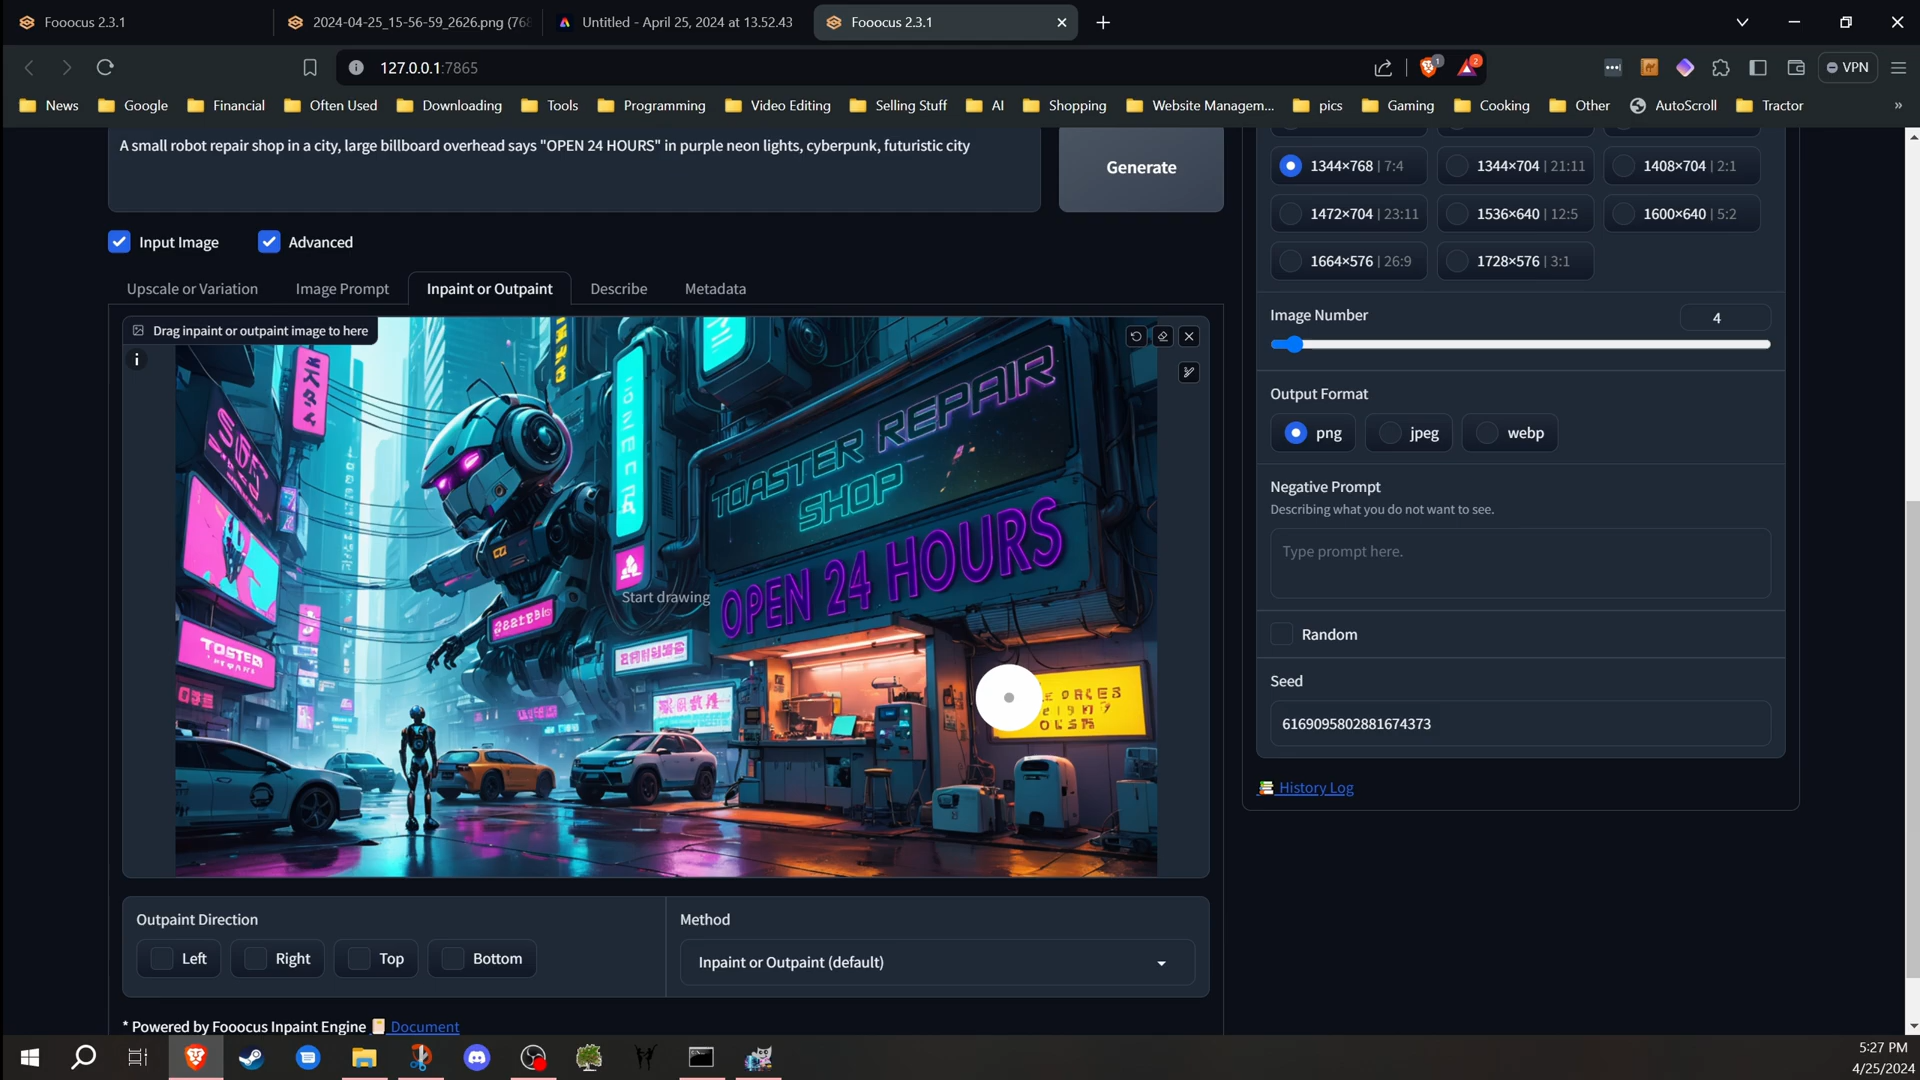 Fooocus 2.3.1
2024-04-25_15-56-59_2626.png (768
Untitled - April 25, 2024 at 13.52.43
Fooocus 2.3.1
127.0.0.1:7865
1
2
VPN
News
Google
Financial
Often Used
Downloading
Tools
Programming
Video Editing
Selling Stuff
AI
Shopping
Website Managem...
pics
Gaming
Cooking
Other
AutoScroll
Tractor
»
A small robot repair shop in a city, large billboard overhead says "OPEN 24 HOURS" in purple neon lights, cyberpunk, futuristic city
Generate
Input Image
Advanced
Upscale or Variation
Image Prompt
Inpaint or Outpaint
Describe
Metadata
Drag inpaint or outpaint image to here
TOASTER REPAIR
SHOP
OPEN 24 HOURS
Start drawing
Outpaint Direction
Left
Right
Top
Bottom
Method
Inpaint or Outpaint (default)
* Powered by Fooocus Inpaint Engine Document
1344×768 | 7:4
1344×704 | 21:11
1408×704 | 2:1
1472×704 | 23:11
1536×640 | 12:5
1600×640 | 5:2
1664×576 | 26:9
1728×576 | 3:1
Image Number
4
Output Format
png
jpeg
webp
Negative Prompt
Describing what you do not want to see.
Type prompt here.
Random
Seed
6169095802881674373
History Log
5:27 PM
4/25/2024